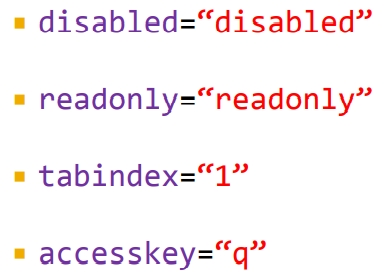 ▪ disabled=“disabled”
▪ readonly=“readonly”
▪ tabindex=“1”
▪ accesskey=“q”